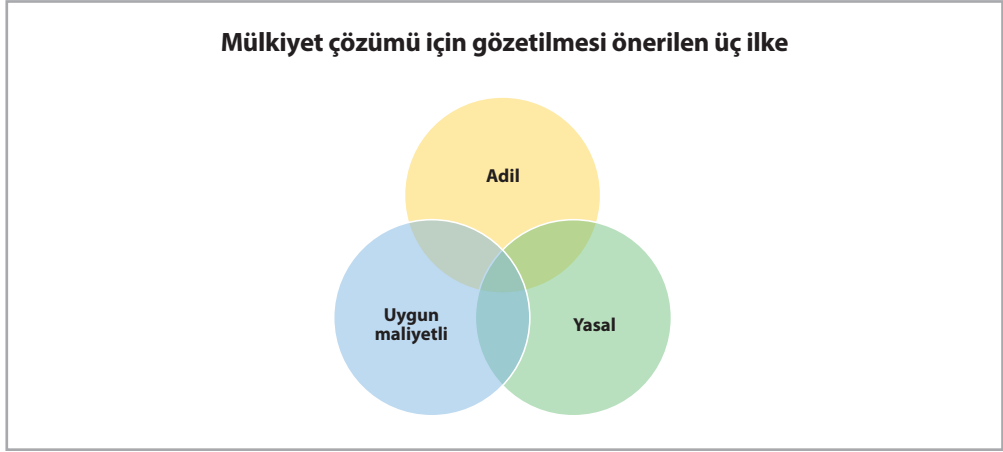 Mülkiyet çözümü için gözetilmesi önerilen üç ilke
Adil
Uygun
maliyetli
Yasal